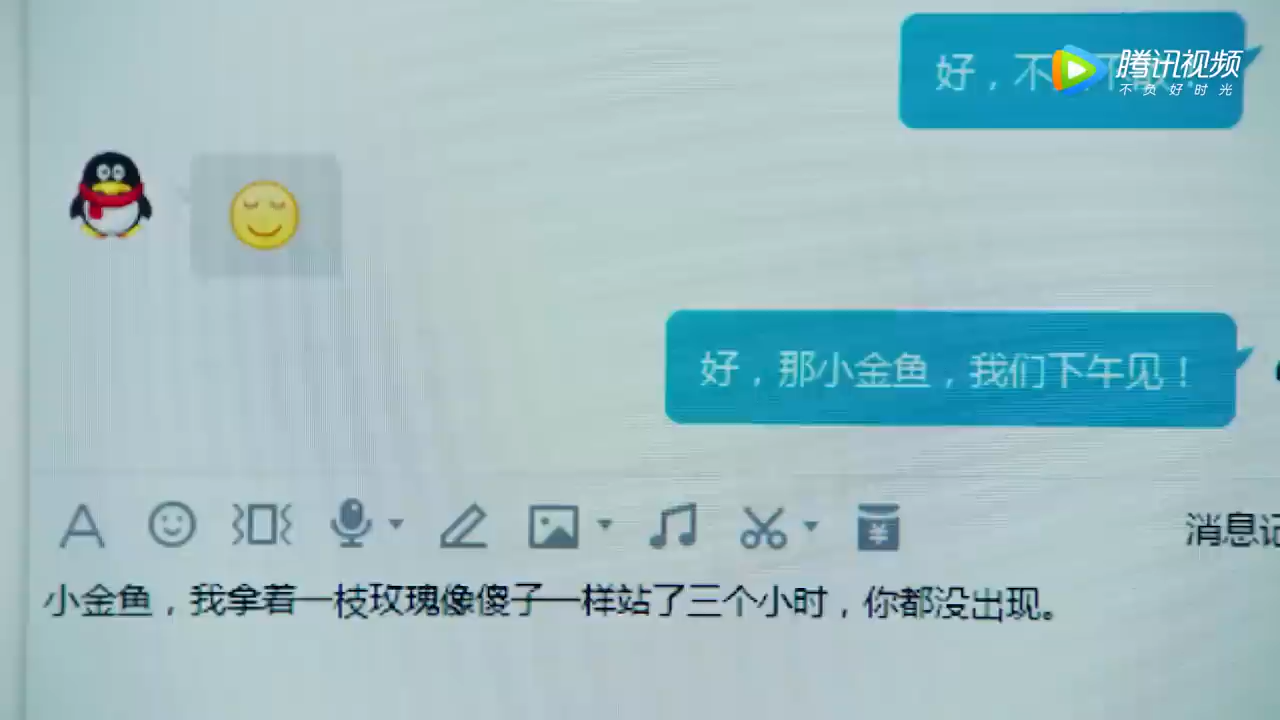 好，不
腾讯视频
不负好时光
好，那小金鱼，我们下午见！
消息记
小金鱼，我拿着一枝玫瑰像傻子一样站了三个小时，你都没出现。